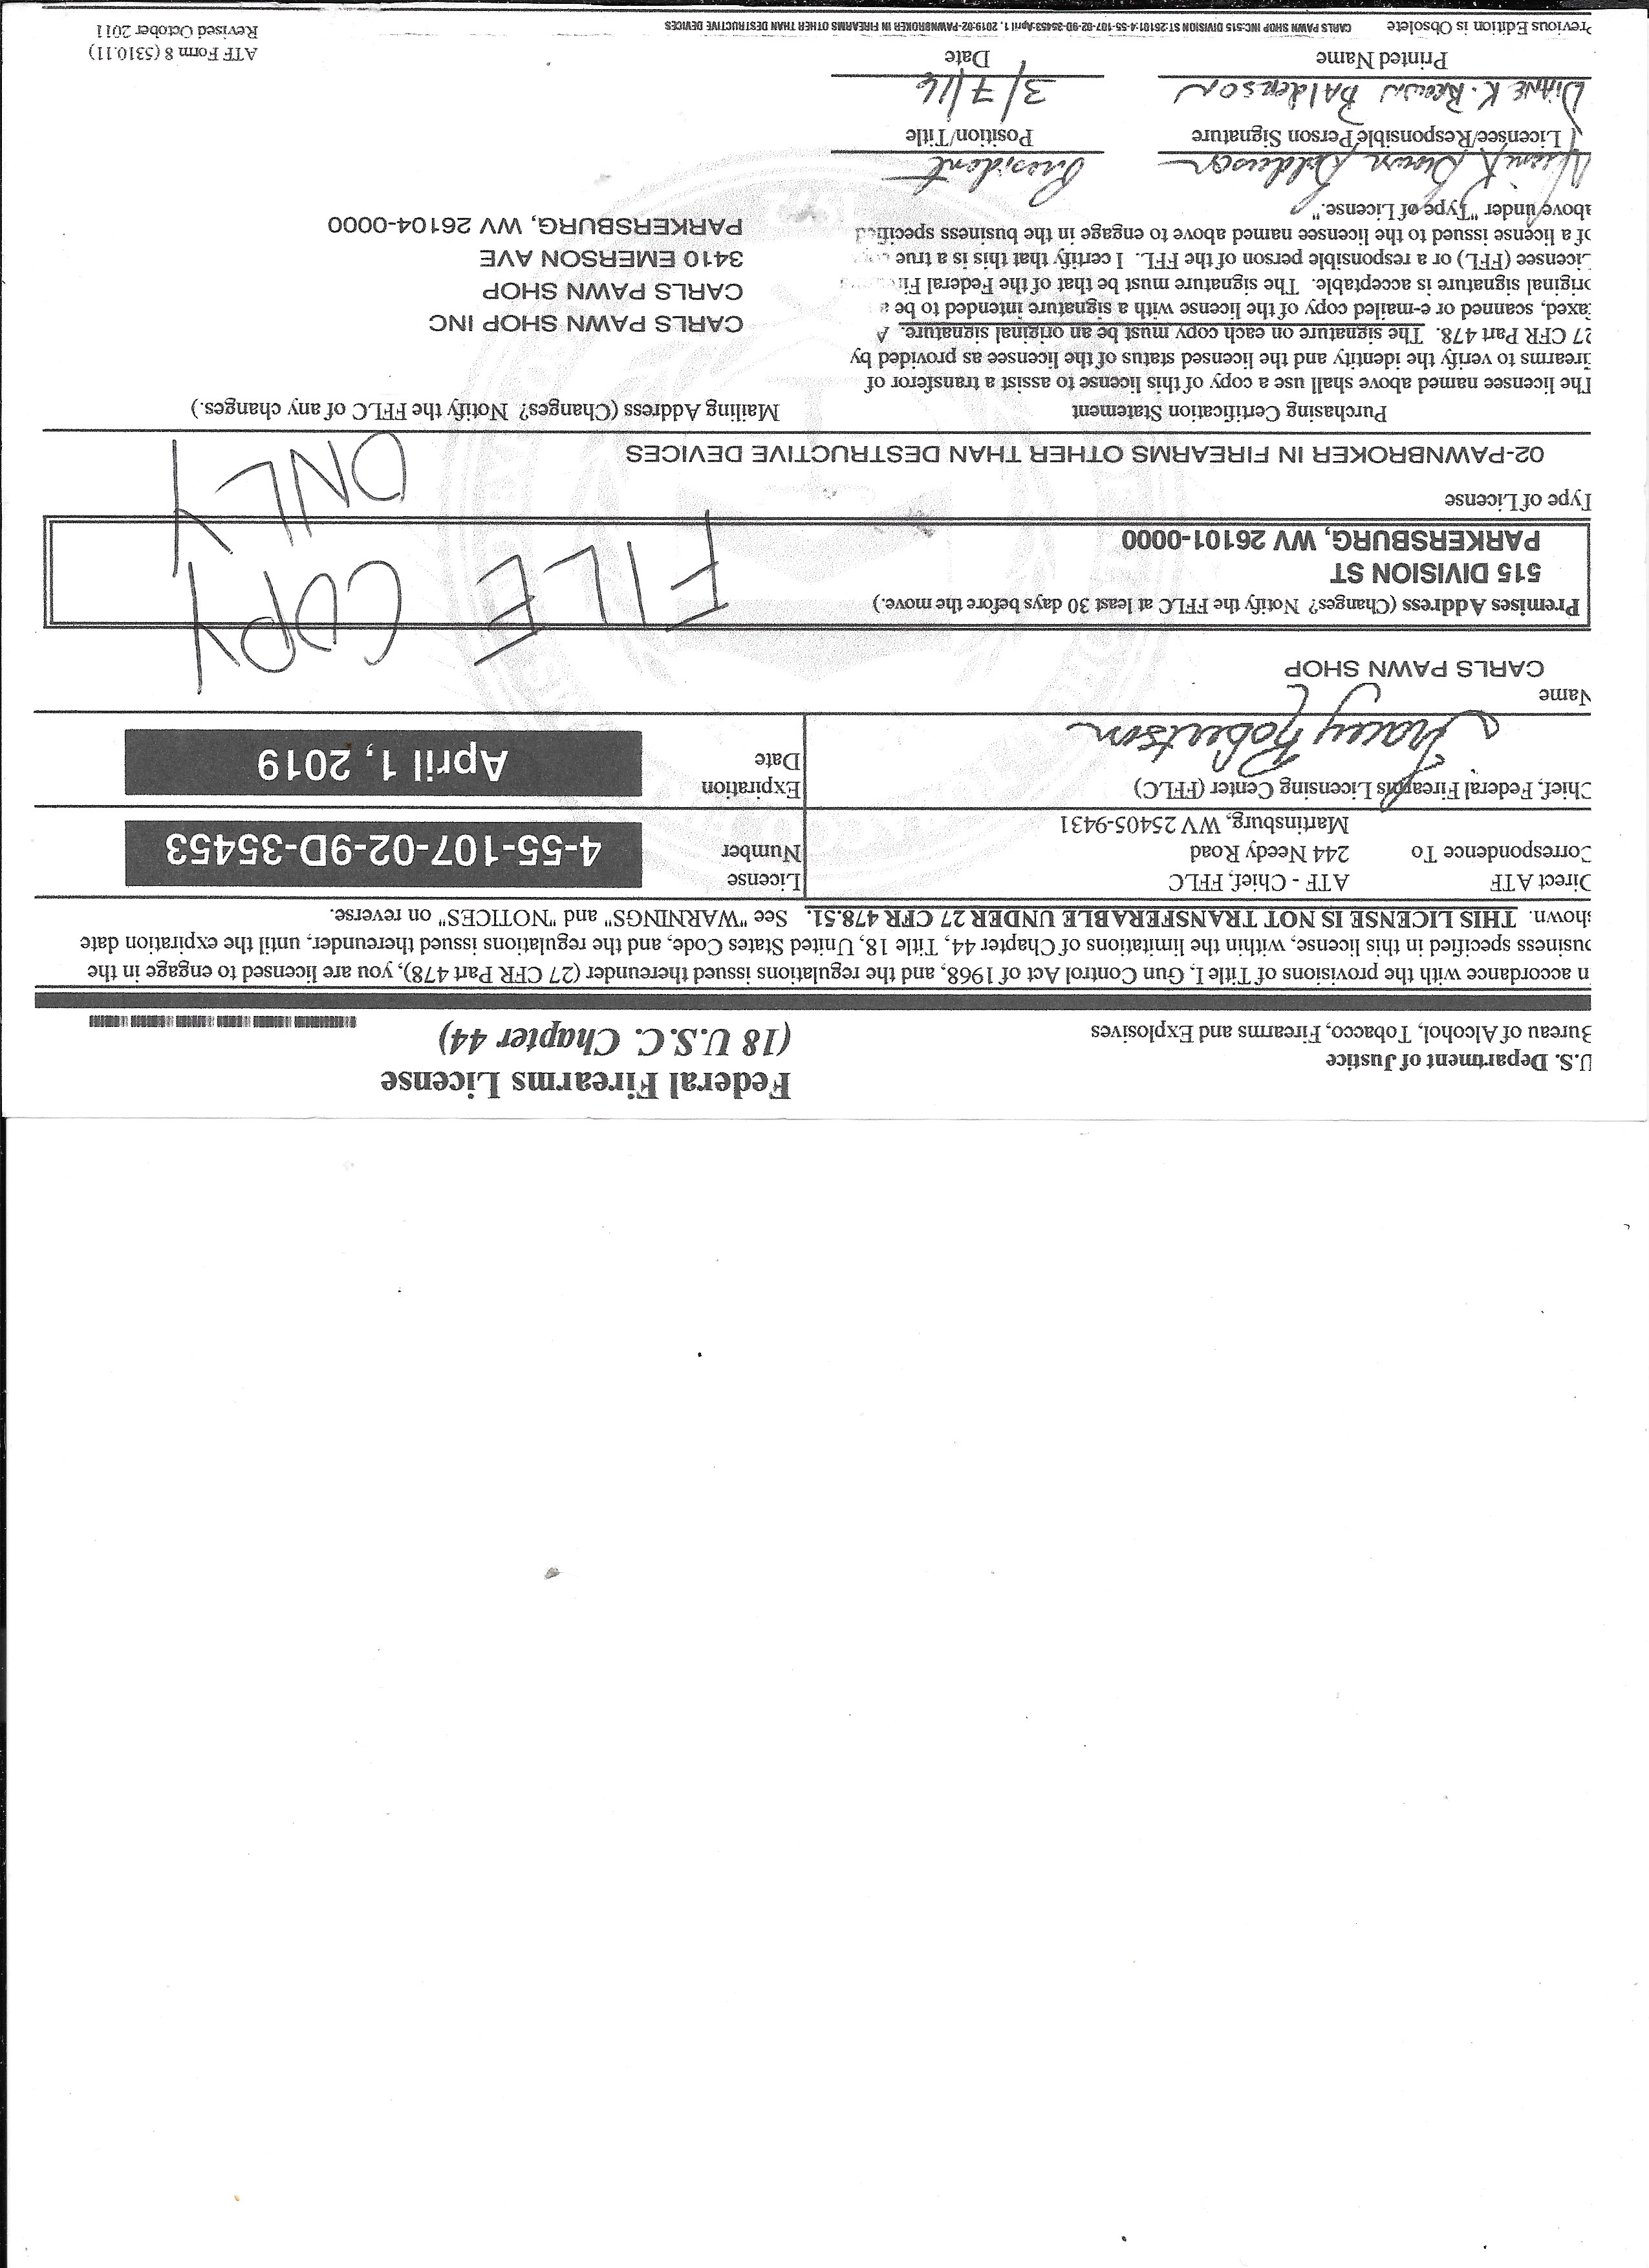 U.S. Department of Justice
Bureau of Alcohol, Tobacco, Firearms and Explosives
Federal Firearms License
(18 U.S.C. Chapter 44)
n accordance with the provisions of Title I, Gun Control Act of 1968, and the regulations issued thereunder (27 CFR Part 478), you are licensed to engage in the
business specified in this license, within the limitations of Chapter 44, Title 18, United States Code, and the regulations issued thereunder, until the expiration date
shown. THIS LICENSE IS NOT TRANSFERABLE UNDER 27 CFR 478.51. See "WARNINGS" and "NOTICES" on reverse.
Direct ATF
Correspondence To
ATF - Chief, FFLC
244 Needy Road
Martinsburg, WV 25405-9431
License
Number
4-55-107-02-9D-35453
Chief, Federal Firearms Licensing Center (FFLC)
Tracey Robertson
Expiration
Date
April 1, 2019
Name
CARLS PAWN SHOP
Premises Address (Changes? Notify the FFLC at least 30 days before the move.)
515 DIVISION ST
PARKERSBURG, WV 26101-0000
FILE COPY
ONLY
Type of License
02-PAWNBROKER IN FIREARMS OTHER THAN DESTRUCTIVE DEVICES
Purchasing Certification Statement
The licensee named above shall use a copy of this license to assist a transferor of
firearms to verify the identity and the licensed status of the licensee as provided by
27 CFR Part 478. The signature on each copy must be an original signature. A
faxed, scanned or e-mailed copy of the license with a signature intended to be a
original signature is acceptable. The signature must be that of the Federal Fir
Licensee (FFL) or a responsible person of the FFL. I certify that this is a true
of a license issued to the licensee named above to engage in the business specified
above under "Type of License."
Diane K Brown Balderson
Licensee/Responsible Person Signature
President
Position/Title
DIANE K. BROWN BALDERSON
Printed Name
3/7/16
Date
Mailing Address (Changes? Notify the FFLC of any changes.)
CARLS PAWN SHOP INC
CARLS PAWN SHOP
3410 EMERSON AVE
PARKERSBURG, WV 26104-0000
ATF Form 8 (5310.11)
Revised October 2011
Previous Edition is Obsolete
CARLS PAWN SHOP INC:515 DIVISION ST:26101:4-55-107-02-9D-35453:April 1, 2019:02-PAWNBROKER IN FIREARMS OTHER THAN DESTRUCTIVE DEVICES